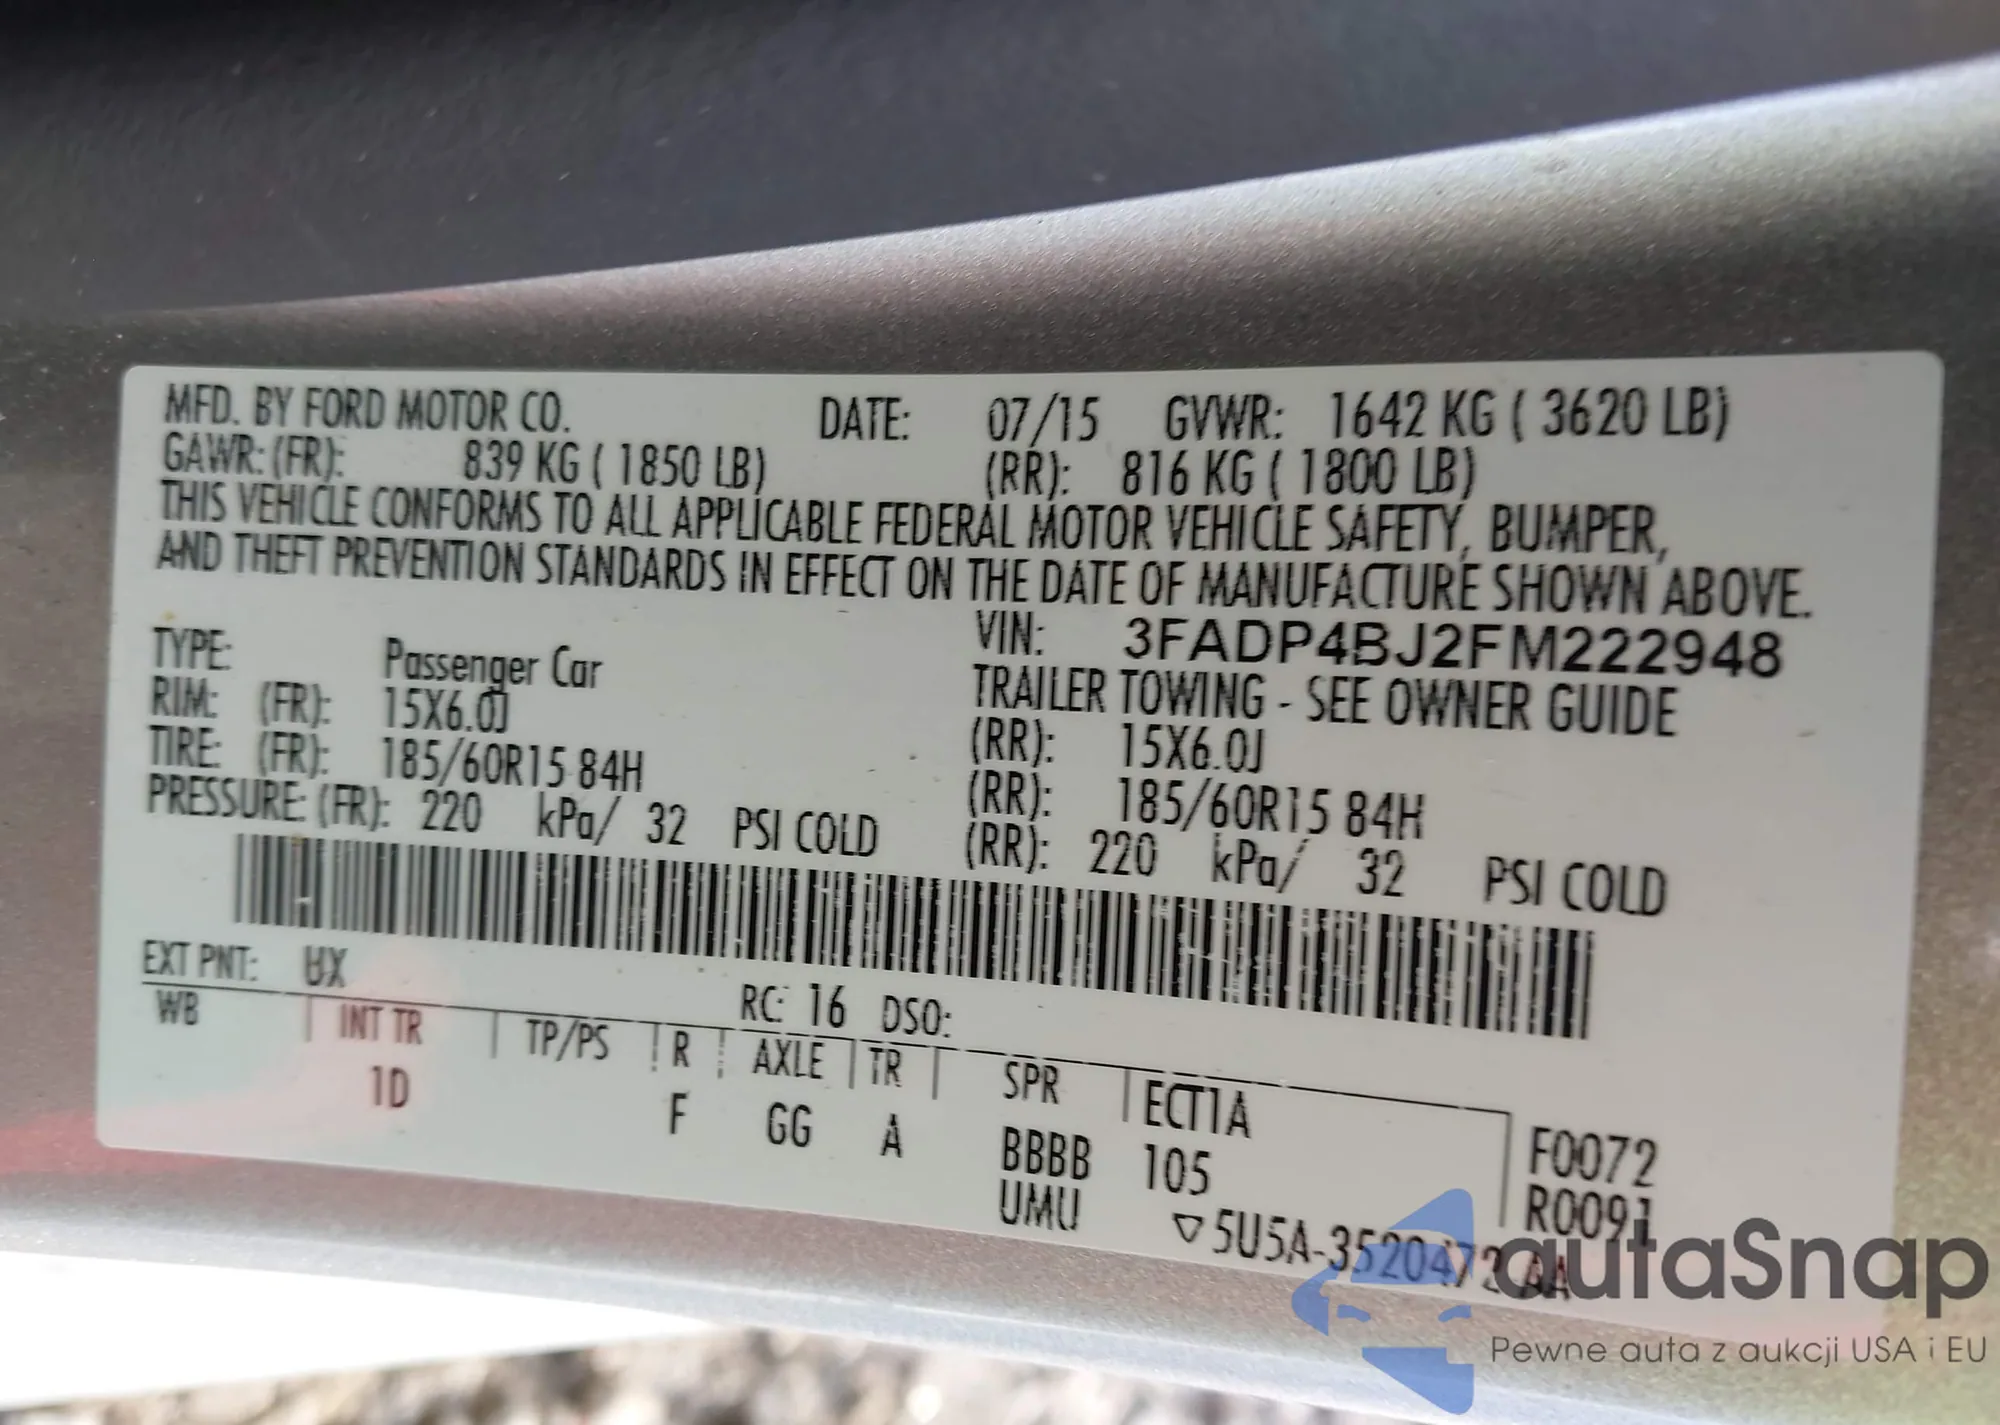 MFD. BY FORD MOTOR CO. DATE: 07/15 GVWR: 1642 KG ( 3620 LB)
GAWR: (FR): 839 KG ( 1850 LB) (RR): 816 KG ( 1800 LB)
THIS VEHICLE CONFORMS TO ALL APPLICABLE FEDERAL MOTOR VEHICLE SAFETY, BUMPER,
AND THEFT PREVENTION STANDARDS IN EFFECT ON THE DATE OF MANUFACTURE SHOWN ABOVE.
VIN: 3FADP4BJ2FM222948
TYPE: Passenger Car TRAILER TOWING - SEE OWNER GUIDE
RIM: (FR): 15X6.0J (RR): 15X6.0J
TIRE: (FR): 185/60R15 84H (RR): 185/60R15 84H
PRESSURE: (FR): 220 kPa/ 32 PSI COLD (RR): 220 kPa/ 32 PSI COLD
EXT PNT: UX RC: 16 DSO:
WB INT TR TP/PS R AXLE TR SPR ECT1A
1D F GG A BBBB 105 F0072
UMU R0091
▽5U5A-3520472-AA
autaSnap
Pewne auta z aukcji USA i EU